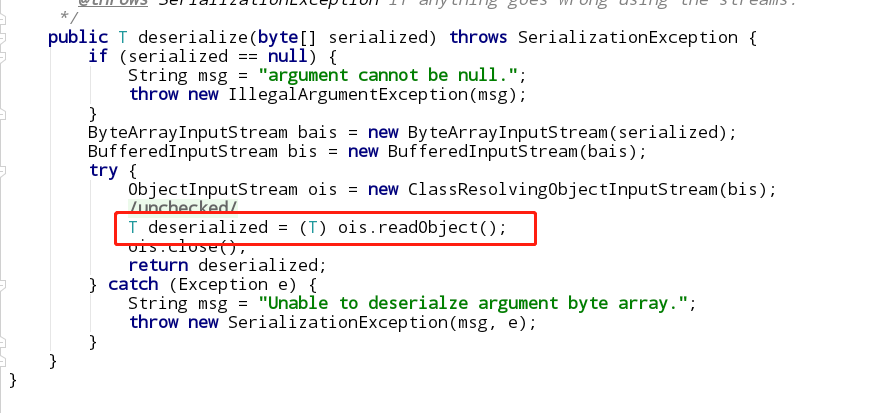 @throws SerializationException if anything goes wrong using the streams.
*/
public T deserialize(byte[] serialized) throws SerializationException {
if (serialized == null) {
String msg = "argument cannot be null.";
throw new IllegalArgumentException(msg);
}
ByteArrayInputStream bais = new ByteArrayInputStream(serialized);
BufferedInputStream bis = new BufferedInputStream(bais);
try {
ObjectInputStream ois = new ClassResolvingObjectInputStream(bis);
/unchecked/
T deserialized = (T) ois.readObject();
ois.close();
return deserialized;
} catch (Exception e) {
String msg = "Unable to deserialze argument byte array.";
throw new SerializationException(msg, e);
}
}
}